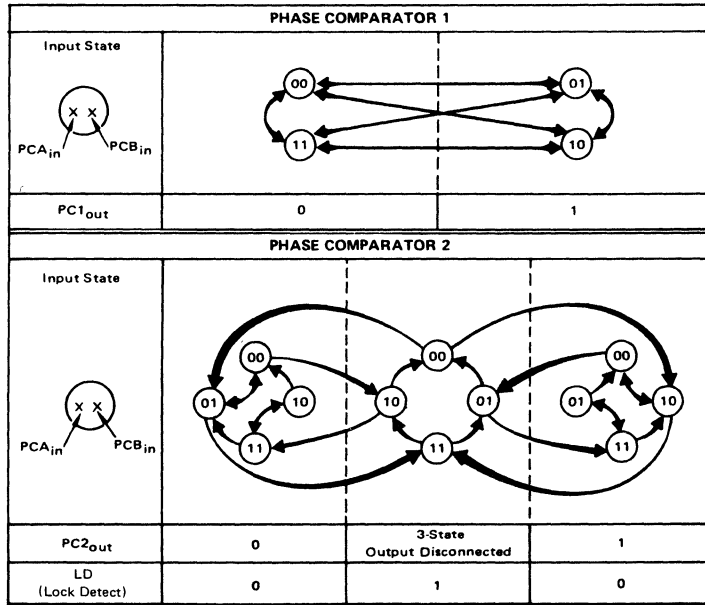 PHASE COMPARATOR 1
Input State
X X
PCAin PCBin
00 01
11 10
PC1out 0 1
PHASE COMPARATOR 2
Input State
X X
PCAin PCBin
00 00 00
01 10 10 01 01 10
11 11 11
PC2out 0 3-State Output Disconnected 1
LD (Lock Detect) 0 1 0